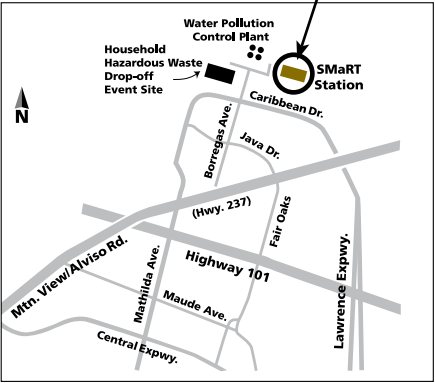 Water Pollution
Control Plant
Household
Hazardous Waste
Drop-off
Event Site
SMaRT
Station
N
Caribbean Dr.
Borregas Ave.
Java Dr.
(Hwy. 237)
Fair Oaks
Mtn. View/Alviso Rd.
Mathilda Ave.
Highway 101
Lawrence Expwy.
Maude Ave.
Central Expwy.